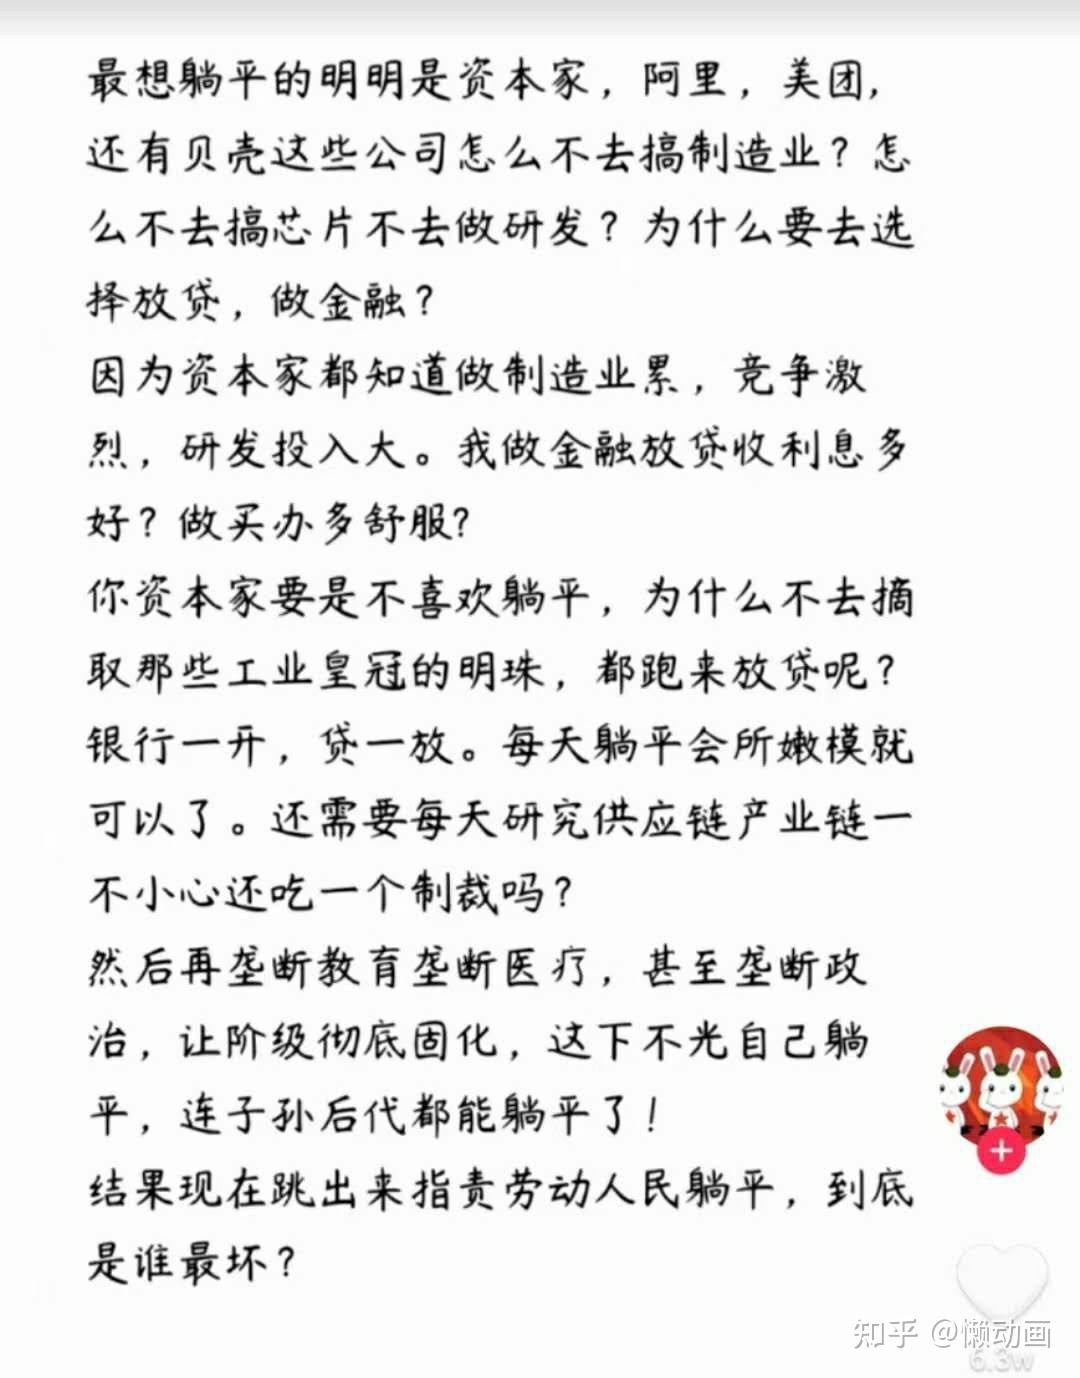 最想躺平的明明是资本家，阿里，美团，
还有贝壳这些公司怎么不去搞制造业？怎
么不去搞芯片不去做研发？为什么要去选
择放贷，做金融？
因为资本家都知道做制造业累，竞争激
烈，研发投入大。我做金融放贷收利息多
好？做买办多舒服？
你资本家要是不喜欢躺平，为什么不去摘
取那些工业皇冠的明珠，都跑来放贷呢？
银行一开，贷一放。每天躺平会所嫩模就
可以了。还需要每天研究供应链产业链一
不小心还吃一个制裁吗？
然后再垄断教育垄断医疗，甚至垄断政
治，让阶级彻底固化，这下不光自己躺
平，连子孙后代都能躺平了！
结果现在跳出来指责劳动人民躺平，到底
是谁最坏？
知乎 @懒动画
6.3w